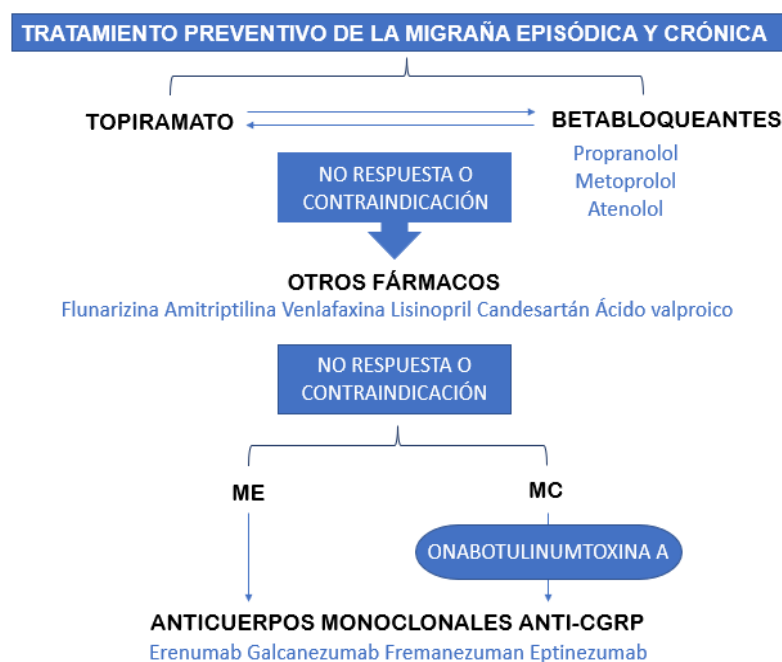 TRATAMIENTO PREVENTIVO DE LA MIGRAÑA EPISÓDICA Y CRÓNICA
TOPIRAMATO
BETABLOQUEANTES
Propranolol
Metoprolol
Atenolol
NO RESPUESTA O
CONTRAINDICACIÓN
OTROS FÁRMACOS
Flunarizina Amitriptilina Venlafaxina Lisinopril Candesartán Ácido valproico
NO RESPUESTA O
CONTRAINDICACIÓN
ME
MC
ONABOTULINUMTOXINA A
ANTICUERPOS MONOCLONALES ANTI-CGRP
Erenumab Galcanezumab Fremanezuman Eptinezumab